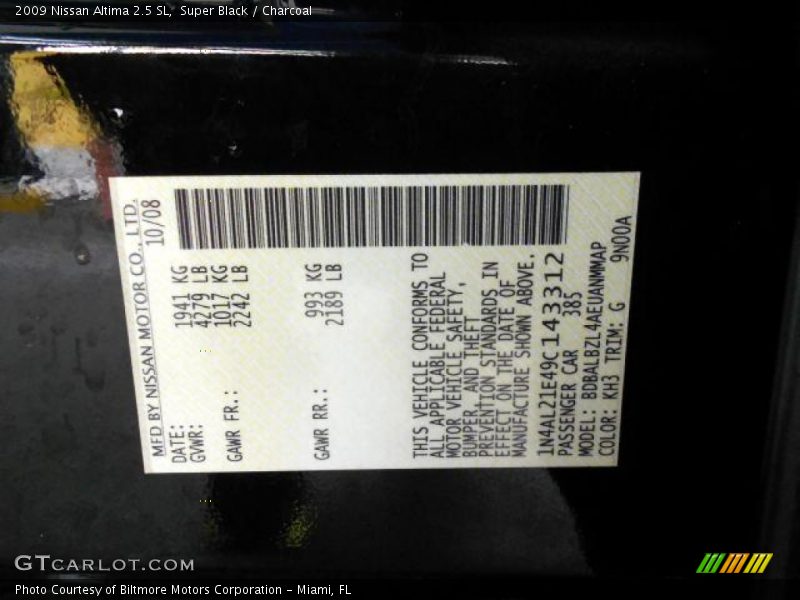 2009 Nissan Altima 2.5 SL,  Super Black / Charcoal
MFD BY NISSAN MOTOR CO., LTD.
DATE: 10/08
GVWR: 1941 KG
4279 LB
GAWR FR.: 1017 KG
2242 LB
GAWR RR.: 993 KG
2189 LB
THIS VEHICLE CONFORMS TO
ALL APPLICABLE FEDERAL
MOTOR VEHICLE SAFETY,
BUMPER, AND THEFT
PREVENTION STANDARDS IN
EFFECT ON THE DATE OF
MANUFACTURE SHOWN ABOVE.
1N4AL21E49C143312
PASSENGER CAR 385
MODEL: BDBALBZL4AEUANMMAP
COLOR: KH3 TRIM: G 9N00A
GTCARLOT.COM
Photo Courtesy of Biltmore Motors Corporation – Miami, FL